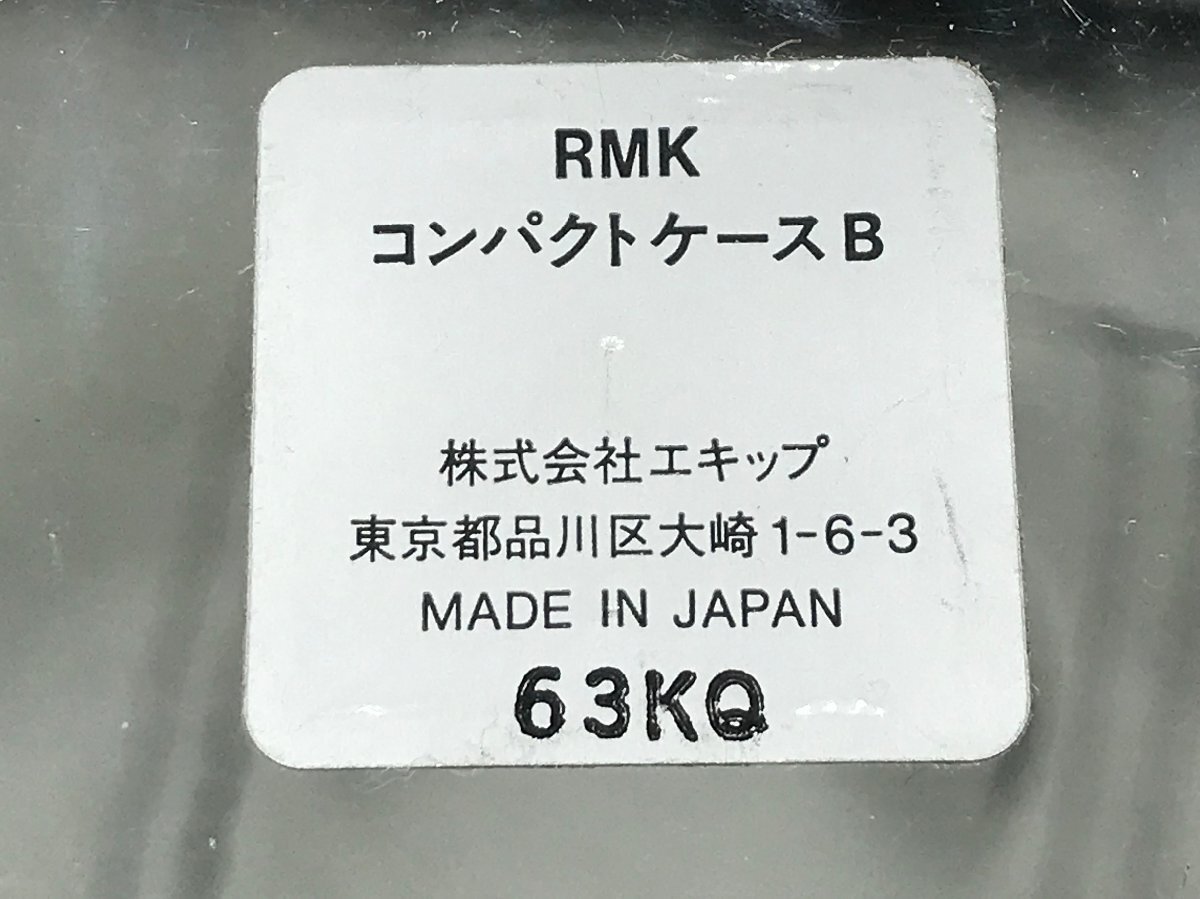 RMK
コンパクトケース B
株式会社エキップ
東京都品川区大崎1-6-3
MADE IN JAPAN
63KQ